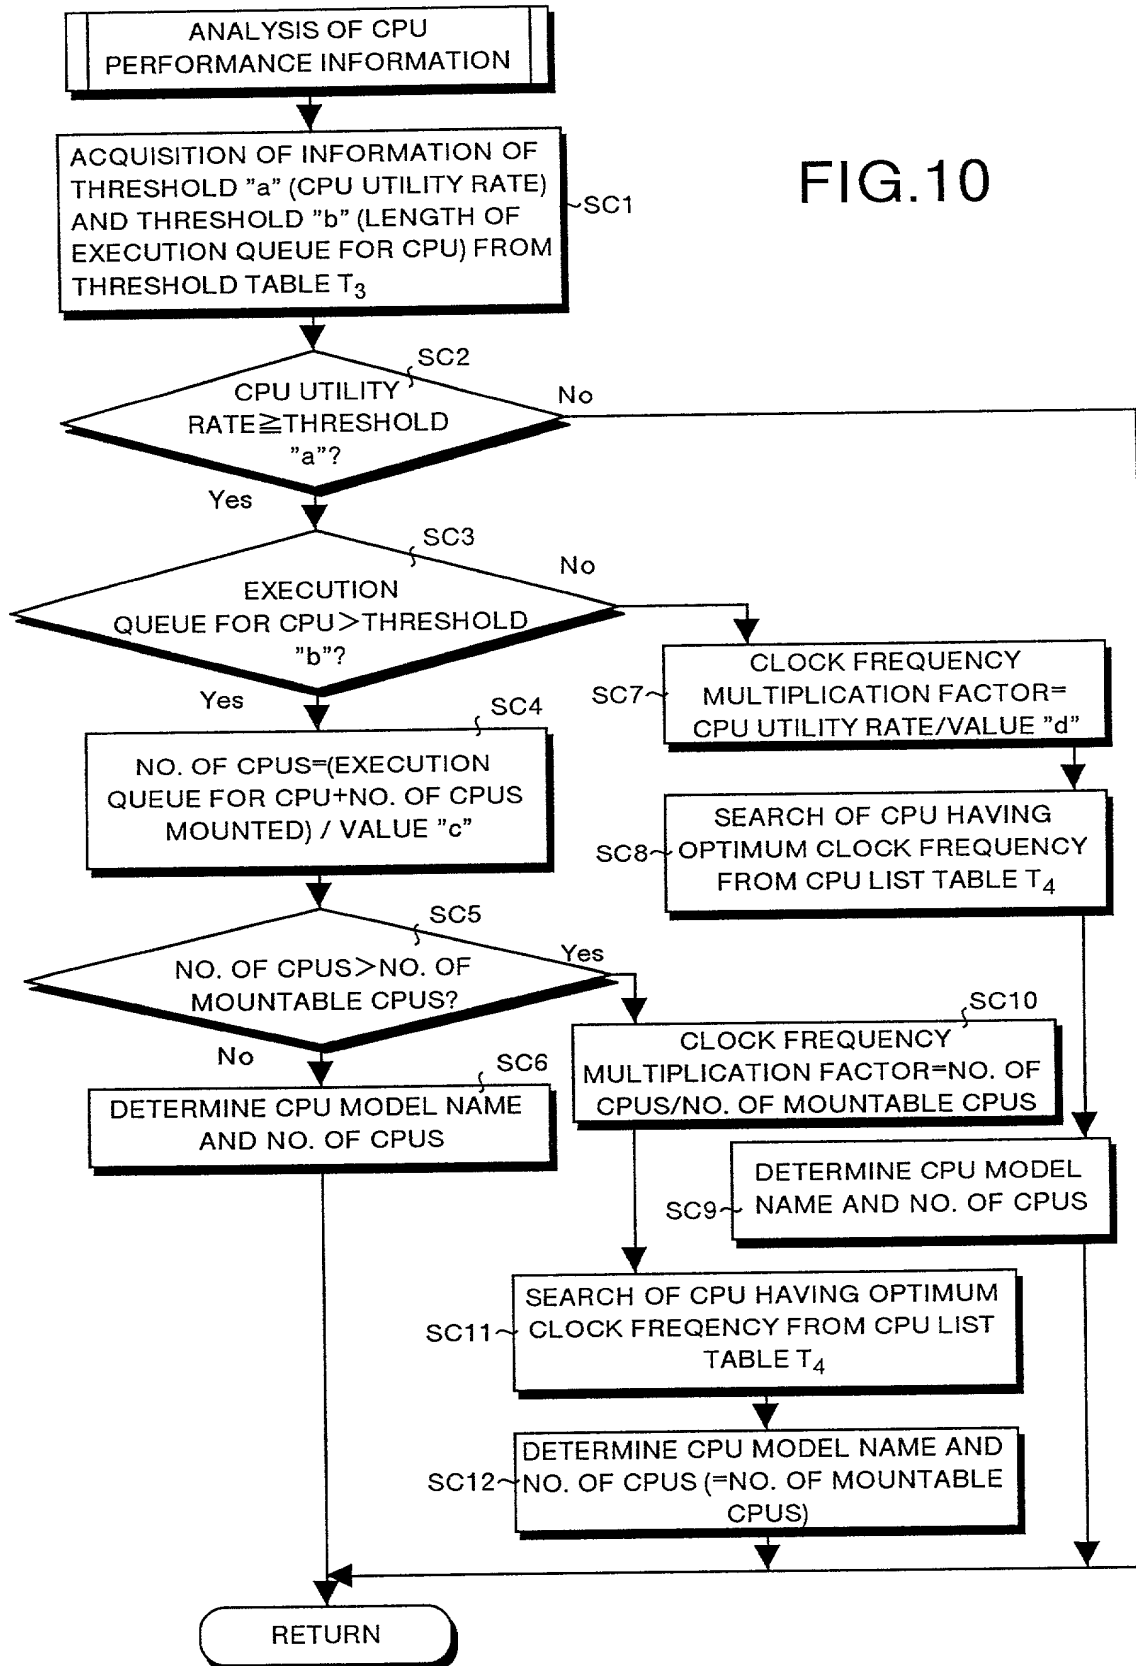 ANALYSIS OF CPU
PERFORMANCE INFORMATION
FIG.10
ACQUISITION OF INFORMATION OF
THRESHOLD "a" (CPU UTILITY RATE)
AND THRESHOLD "b" (LENGTH OF
EXECUTION QUEUE FOR CPU) FROM
THRESHOLD TABLE T3
SC1
SC2
CPU UTILITY
RATE≧THRESHOLD
"a"?
No
Yes
SC3
EXECUTION
QUEUE FOR CPU>THRESHOLD
"b"?
No
Yes
SC4
NO. OF CPUS=(EXECUTION
QUEUE FOR CPU+NO. OF CPUS
MOUNTED) / VALUE "c"
SC7
CLOCK FREQUENCY
MULTIPLICATION FACTOR=
CPU UTILITY RATE/VALUE "d"
SC8
SEARCH OF CPU HAVING
OPTIMUM CLOCK FREQUENCY
FROM CPU LIST TABLE T4
SC5
NO. OF CPUS>NO. OF
MOUNTABLE CPUS?
Yes
No
SC6
DETERMINE CPU MODEL NAME
AND NO. OF CPUS
SC10
CLOCK FREQUENCY
MULTIPLICATION FACTOR=NO. OF
CPUS/NO. OF MOUNTABLE CPUS
SC9
DETERMINE CPU MODEL
NAME AND NO. OF CPUS
SC11
SEARCH OF CPU HAVING OPTIMUM
CLOCK FREQENCY FROM CPU LIST
TABLE T4
SC12
DETERMINE CPU MODEL NAME AND
NO. OF CPUS (=NO. OF MOUNTABLE
CPUS)
RETURN